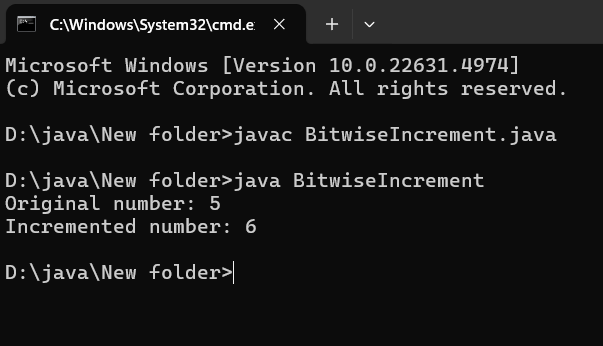 C:\Windows\System32\cmd.e
Microsoft Windows [Version 10.0.22631.4974]
(c) Microsoft Corporation. All rights reserved.
D:\java\New folder>javac BitwiseIncrement.java
D:\java\New folder>java BitwiseIncrement
Original number: 5
Incremented number: 6
D:\java\New folder>